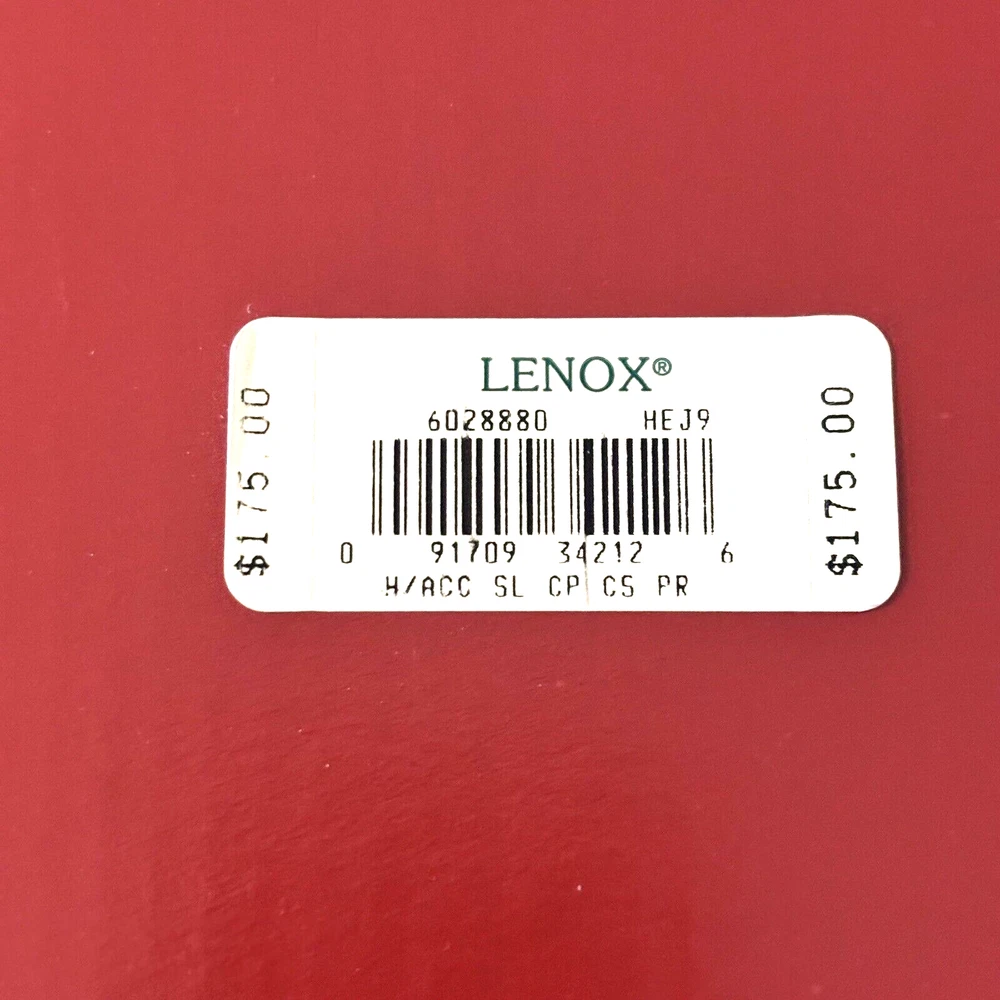 LENOX®
6028880 HEJ9
0 91709 34212 6
H/ACC SL CP CS PR
$175.00
$175.00